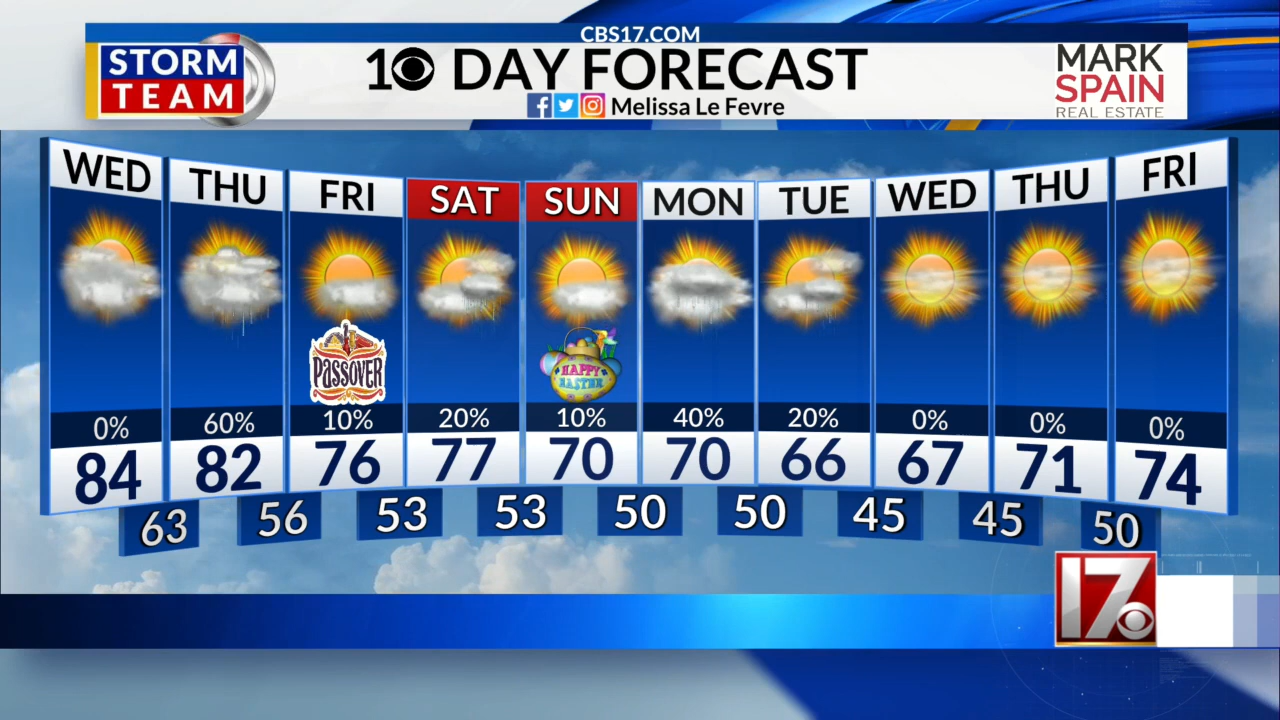 CBS17.COM
STORM
TEAM
10 DAY FORECAST
Melissa Le Fevre
MARK
SPAIN
REAL ESTATE
WED THU FRI SAT SUN MON TUE WED THU FRI
PASSOVER
HAPPY
EASTER
0% 60% 10% 20% 10% 40% 20% 0% 0% 0%
84 82 76 77 70 70 66 67 71 74
63 56 53 53 50 50 45 45 50
17